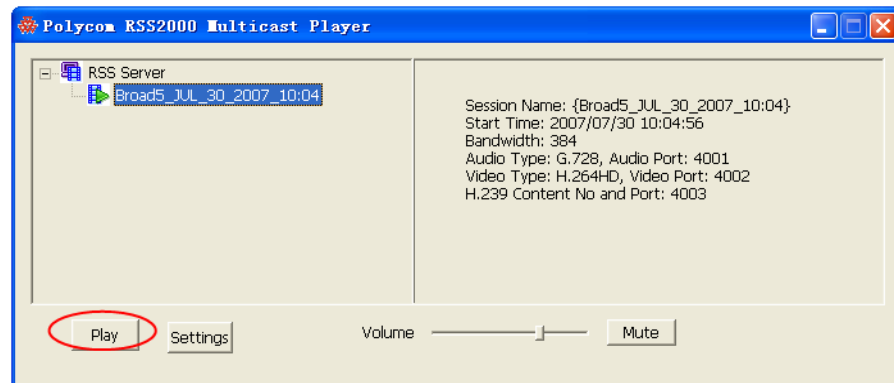 Polycom RSS2000 Multicast Player
RSS Server
Broad5_JUL_30_2007_10:04
Session Name: {Broad5_JUL_30_2007_10:04}
Start Time: 2007/07/30 10:04:56
Bandwidth: 384
Audio Type: G.728, Audio Port: 4001
Video Type: H.264HD, Video Port: 4002
H.239 Content No and Port: 4003
Play
Settings
Volume
Mute